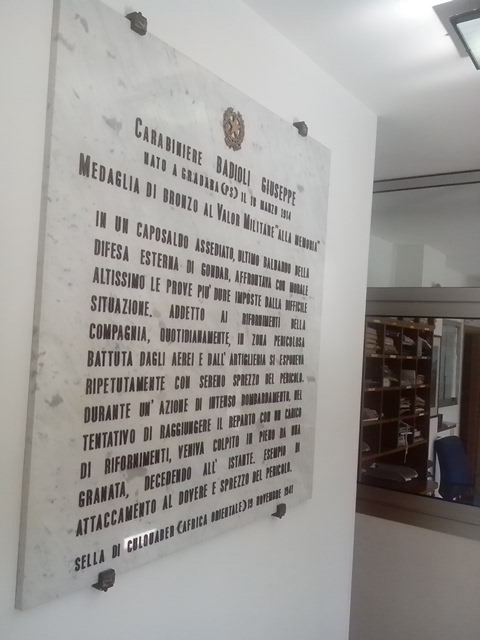 CARABINIERE BADIOLI GIUSEPPE
NATO A GRADARA (PS) IL 19 MARZO 1914
MEDAGLIA DI BRONZO AL VALOR MILITARE "ALLA MEMORIA"
IN UN CAPOSALDO ASSEDIATO, ULTIMO BALUARDO DELLA
DIFESA ESTERNA DI GONDAR, AFFRONTAVA CON MORALE
ALTISSIMO LE PROVE PIU' DURE IMPOSTE DALLA DIFFICILE
SITUAZIONE. ADDETTO AI RIFORNIMENTI DELLA
COMPAGNIA, QUOTIDIANAMENTE, IN ZONA PERICOLOSA
BATTUTA DAGLI AEREI E DALL'ARTIGLIERIA SI ESPONEVA
RIPETUTAMENTE CON SERENO SPREZZO DEL PERICOLO.
DURANTE UN'AZIONE DI INTENSO BOMBARDAMENTO, NEL
TENTATIVO DI RAGGIUNGERE IL REPARTO CON UN CARICO
DI RIFORNIMENTI, VENIVA COLPITO IN PIENO DA UNA
GRANATA, DECEDENDO ALL'ISTANTE. ESEMPIO DI
ATTACCAMENTO AL DOVERE E SPREZZO DEL PERICOLO.
SELLA DI CULQUABER (AFRICA ORIENTALE) 19 NOVEMBRE 1941